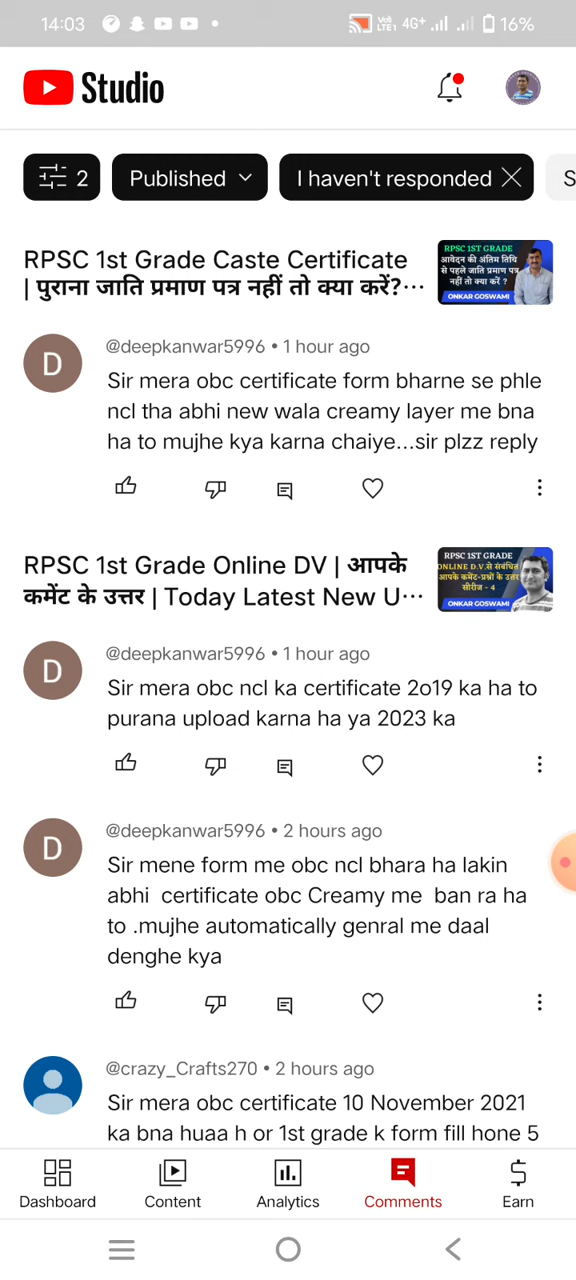 14:03
Vo) LTE1 4G+ 16%
Studio
2 Published I haven't responded S
RPSC 1st Grade Caste Certificate
| पुराना जाति प्रमाण पत्र नहीं तो क्या करें?...
RPSC 1ST GRADE
आवेदन की अंतिम तिथि
से पहले जाति प्रमाण पत्र
नहीं तो क्या करें ?
ONKAR GOSWAMI
D
@deepkanwar5996 • 1 hour ago
Sir mera obc certificate form bharne se phle
ncl tha abhi new wala creamy layer me bna
ha to mujhe kya karna chaiye...sir plzz reply
RPSC 1st Grade Online DV | आपके
कमेंट के उत्तर | Today Latest New U...
RPSC 1ST GRADE
ONLINE D.V.से संबंधित
आपके कमेंट-प्रश्नों के उत्तर
सीरीज - 4
ONKAR GOSWAMI
D
@deepkanwar5996 • 1 hour ago
Sir mera obc ncl ka certificate 2o19 ka ha to
purana upload karna ha ya 2023 ka
D
@deepkanwar5996 • 2 hours ago
Sir mene form me obc ncl bhara ha lakin
abhi certificate obc Creamy me ban ra ha
to .mujhe automatically genral me daal
denghe kya
@crazy_Crafts270 • 2 hours ago
Sir mera obc certificate 10 November 2021
ka bna huaa h or 1st grade k form fill hone 5
Dashboard Content Analytics Comments Earn